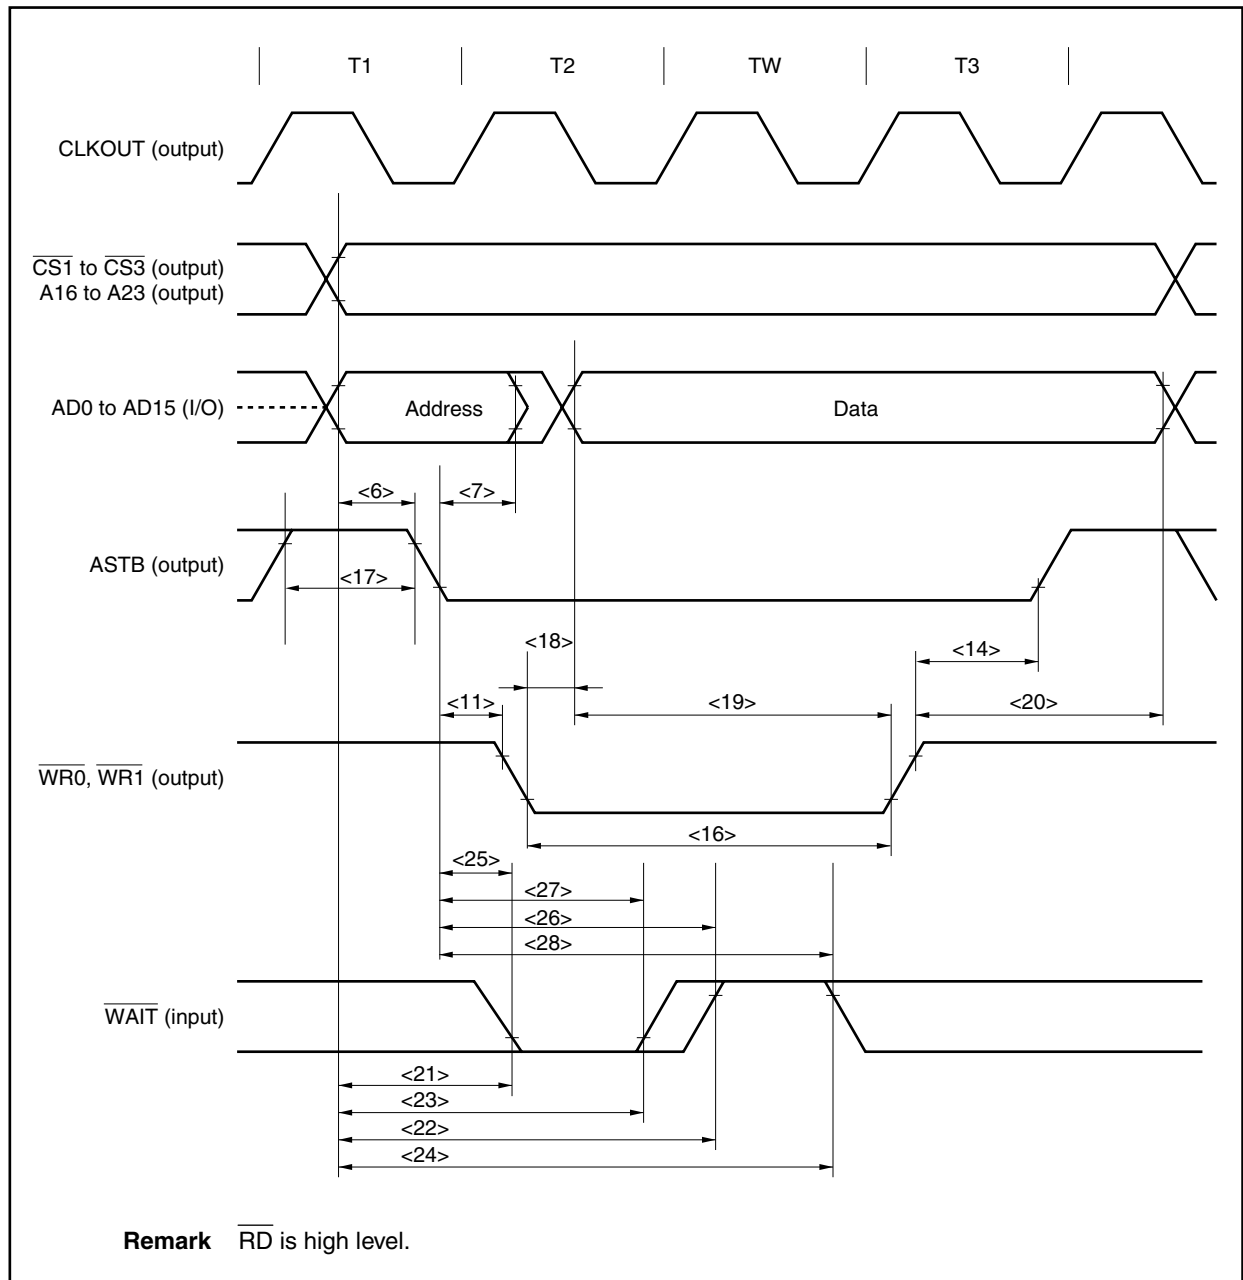 T1 T2 TW T3
CLKOUT (output)
CS1 to CS3 (output)
A16 to A23 (output)
AD0 to AD15 (I/O) Address Data
<6> <7>
ASTB (output)
<17>
<18> <14>
<11> <19> <20>
WR0, WR1 (output)
<16>
<25>
<27>
<26>
<28>
WAIT (input)
<21>
<23>
<22>
<24>
Remark RD is high level.